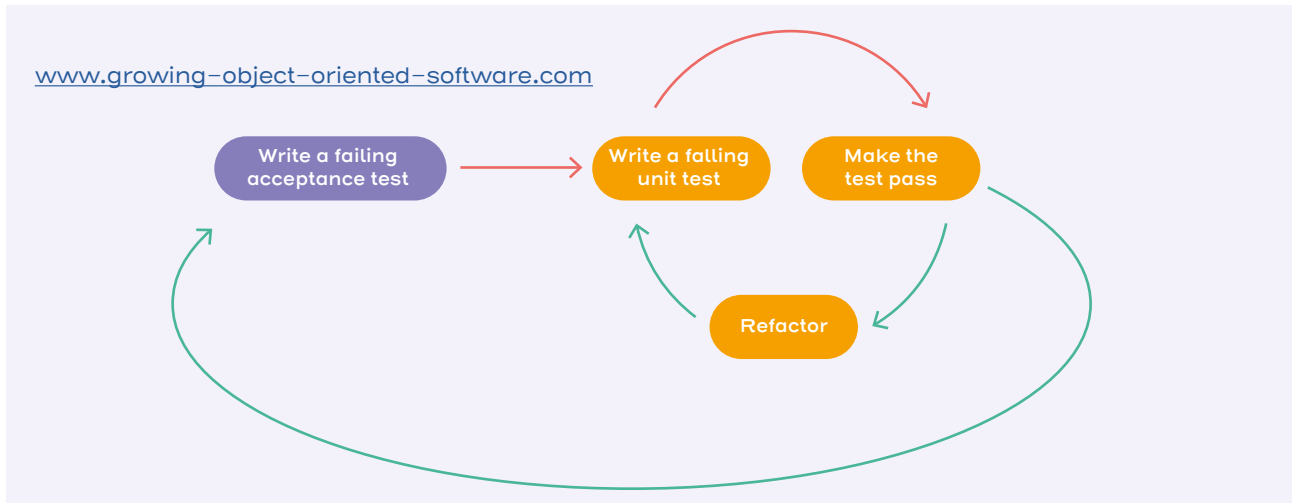 www.growing-object-oriented-software.com
Write a failing
acceptance test
Write a falling
unit test
Make the
test pass
Refactor